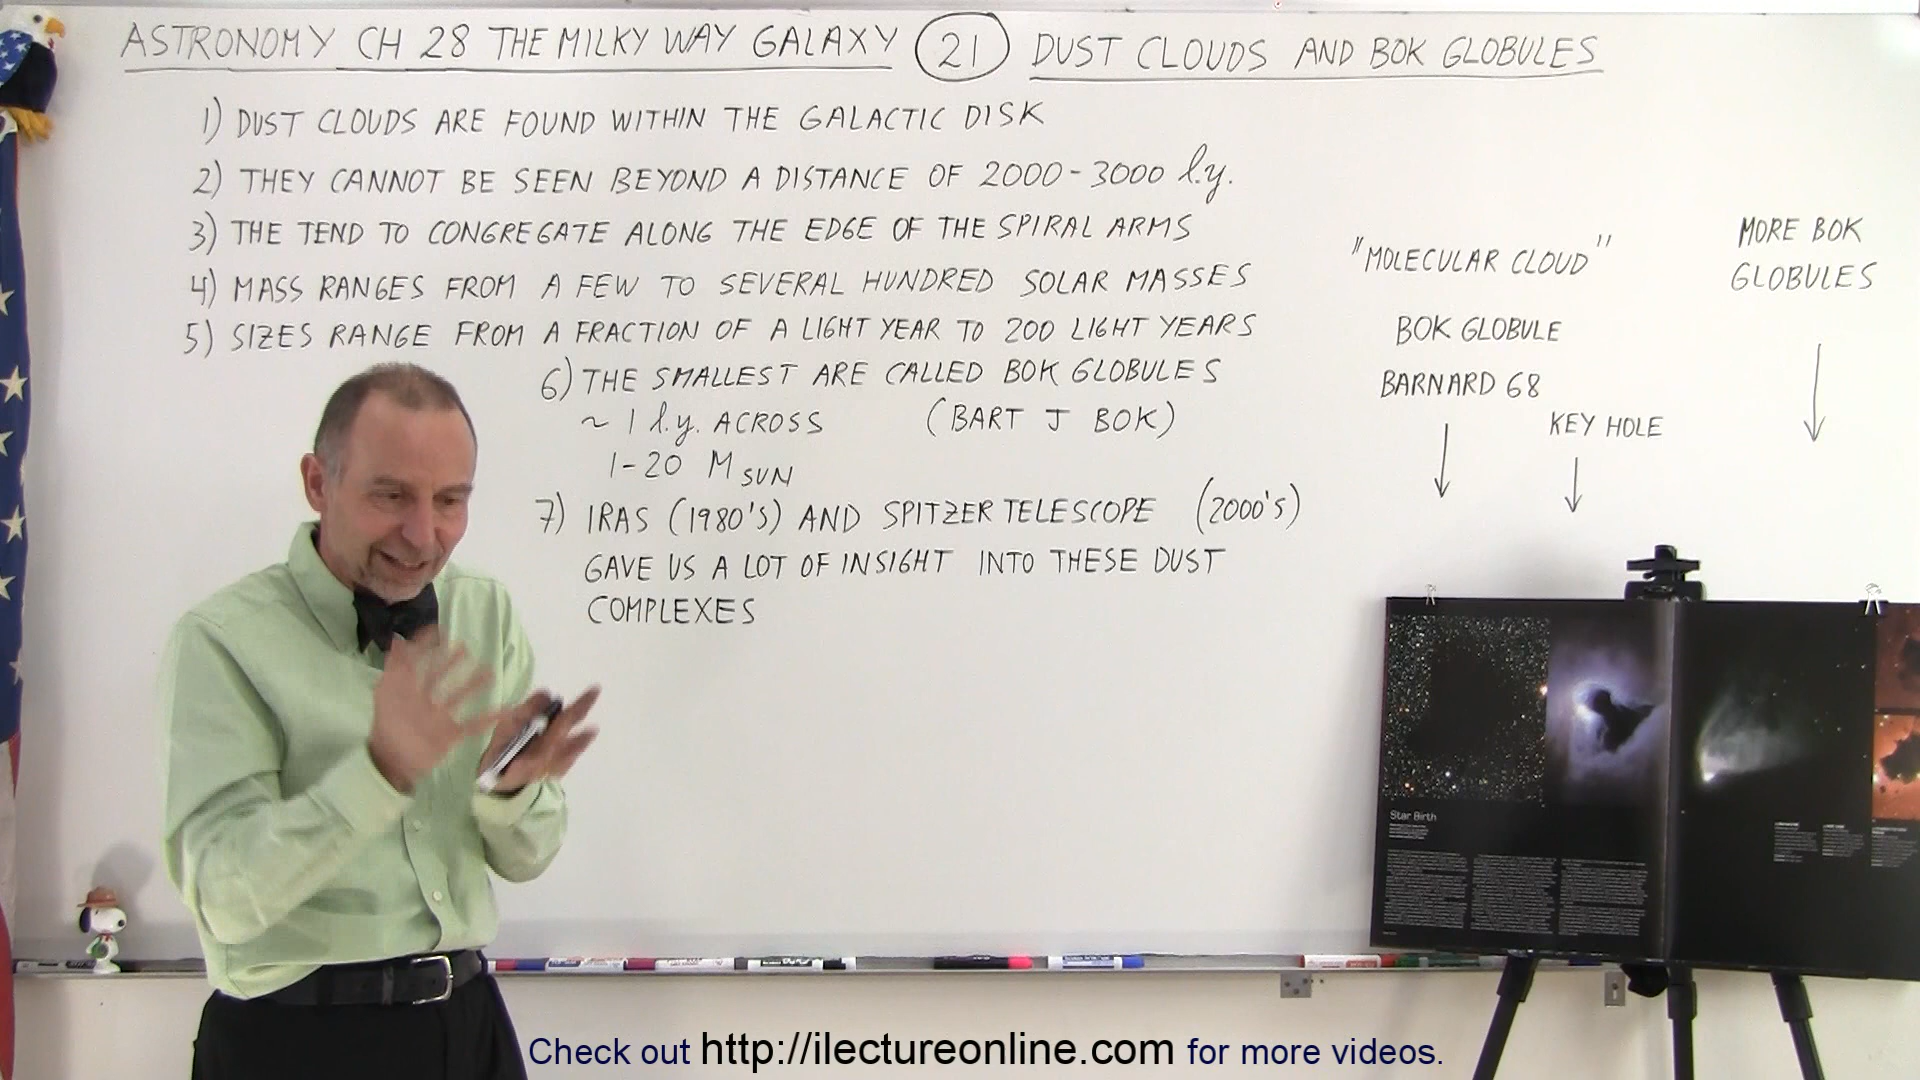 ASTRONOMY CH 28 THE MILKY WAY GALAXY 21 DUST CLOUDS AND BOK GLOBULES
1) DUST CLOUDS ARE FOUND WITHIN THE GALACTIC DISK
2) THEY CANNOT BE SEEN BEYOND A DISTANCE OF 2000-3000 l.y.
3) THE TEND TO CONGREGATE ALONG THE EDGE OF THE SPIRAL ARMS
4) MASS RANGES FROM A FEW TO SEVERAL HUNDRED SOLAR MASSES
5) SIZES RANGE FROM A FRACTION OF A LIGHT YEAR TO 200 LIGHT YEARS
6) THE SMALLEST ARE CALLED BOK GLOBULES
~ 1 l.y. ACROSS (BART J BOK)
1-20 M SUN
7) IRAS (1980'S) AND SPITZER TELESCOPE (2000's)
GAVE US A LOT OF INSIGHT INTO THESE DUST
COMPLEXES
"MOLECULAR CLOUD"
BOK GLOBULE
BARNARD 68
KEY HOLE
MORE BOK
GLOBULES
Star Birth
Check out http://ilectureonline.com for more videos.